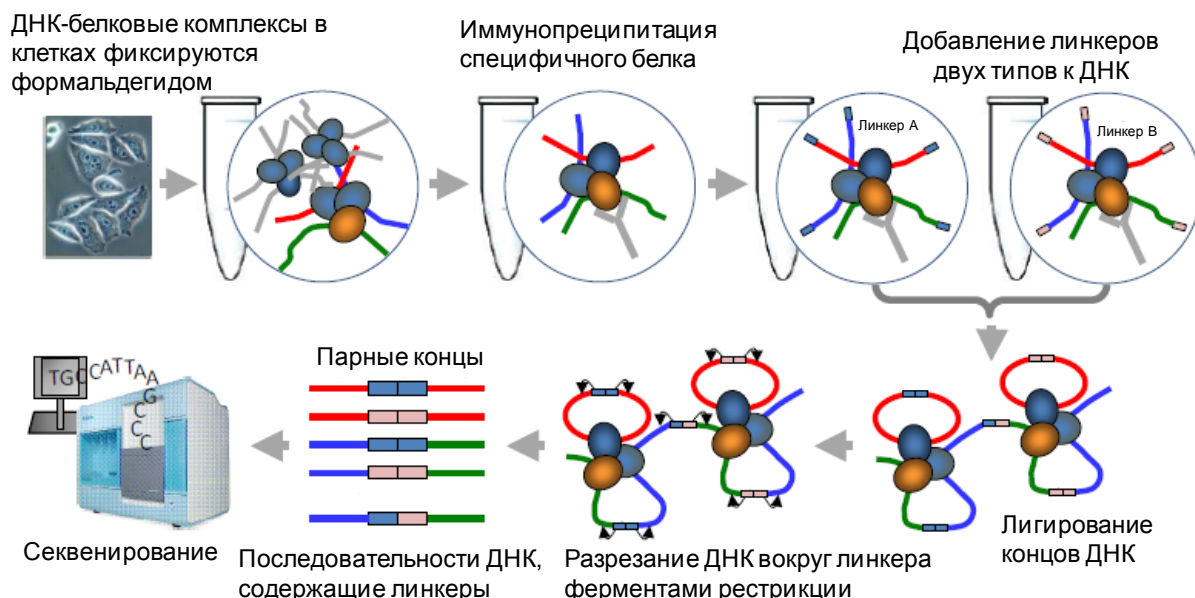 ДНК-белковые комплексы в
клетках фиксируются
формальдегидом
Иммунопреципитация
специфичного белка
Добавление линкеров
двух типов к ДНК
Линкер А
Линкер В
Лигирование
концов ДНК
Разрезание ДНК вокруг линкера
ферментами рестрикции
Парные концы
Последовательности ДНК,
содержащие линкеры
TGCCATTAAGCCC
Секвенирование